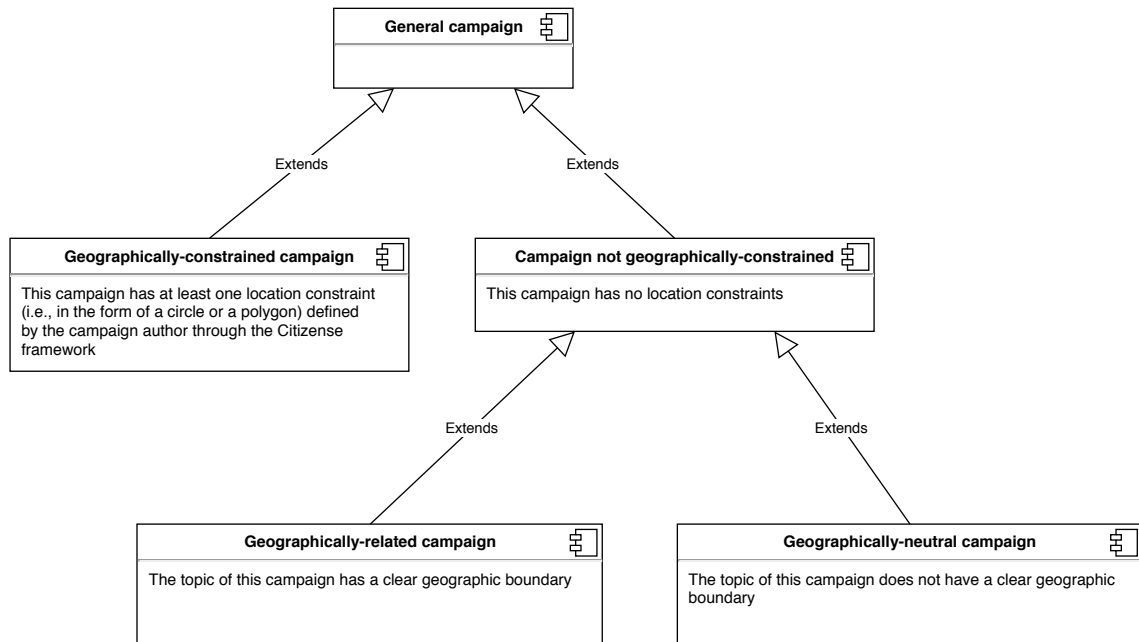 General campaign
Extends
Extends
Geographically-constrained campaign
This campaign has at least one location constraint
(i.e., in the form of a circle or a polygon) defined
by the campaign author through the Citizense
framework
Campaign not geographically-constrained
This campaign has no location constraints
Extends
Extends
Geographically-related campaign
The topic of this campaign has a clear geographic boundary
Geographically-neutral campaign
The topic of this campaign does not have a clear geographic
boundary